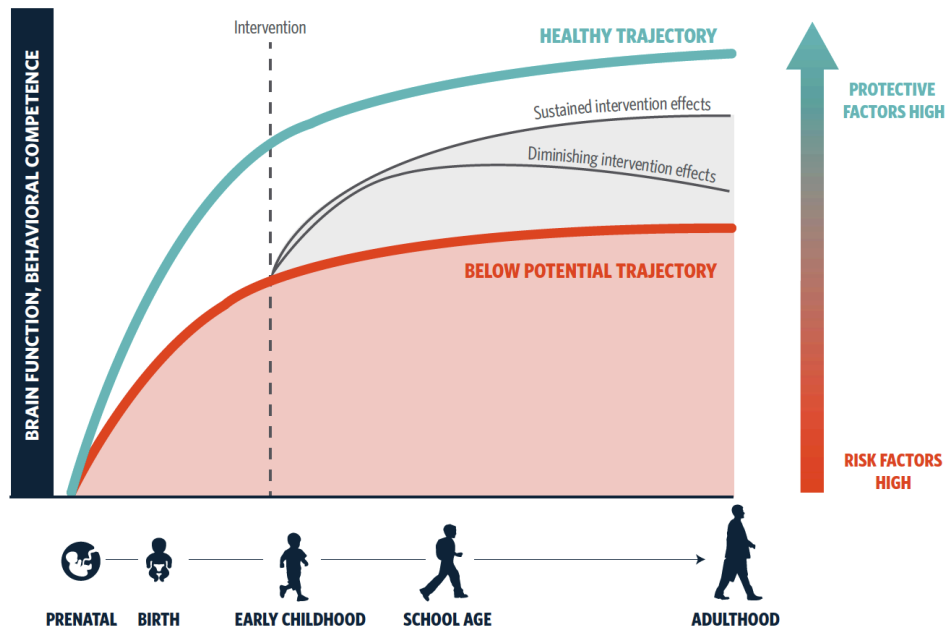 BRAIN FUNCTION, BEHAVIORAL COMPETENCE
Intervention
HEALTHY TRAJECTORY
Sustained intervention effects
Diminishing intervention effects
BELOW POTENTIAL TRAJECTORY
PROTECTIVE
FACTORS HIGH
RISK FACTORS
HIGH
PRENATAL
BIRTH
EARLY CHILDHOOD
SCHOOL AGE
ADULTHOOD